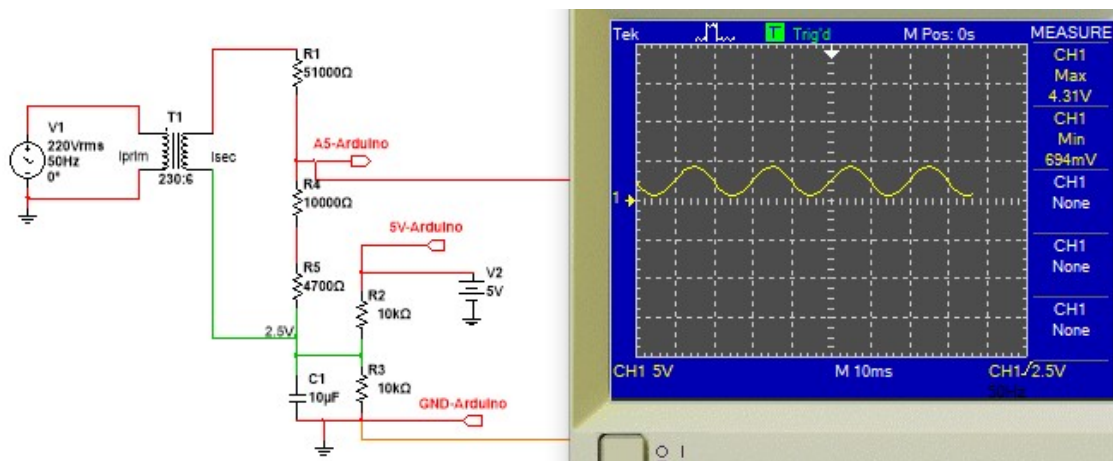 R1
51000Ω
T1
V1
220Vrms
50Hz
0°
Iprim
Isec
230:6
A5-Arduino
R4
10000Ω
5V-Arduino
R5
4700Ω
V2
5V
R2
10kΩ
2.5V
C1
10µF
R3
10kΩ
GND-Arduino
Tek
T Trig'd
M Pos: 0s
MEASURE
CH1
Max
4.31V
CH1
Min
694mV
CH1
None
CH1
None
CH1
None
1
CH1 5V
M 10ms
CH1 2.5V
50Hz
O I